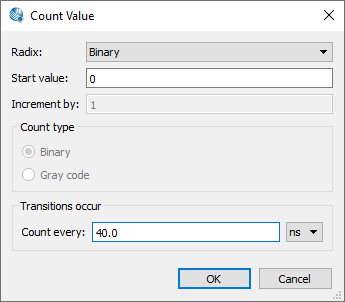 Count Value
Radix: Binary
Start value: 0
Increment by: 1
Count type
Binary
Gray code
Transitions occur
Count every: 40.0 ns
OK Cancel